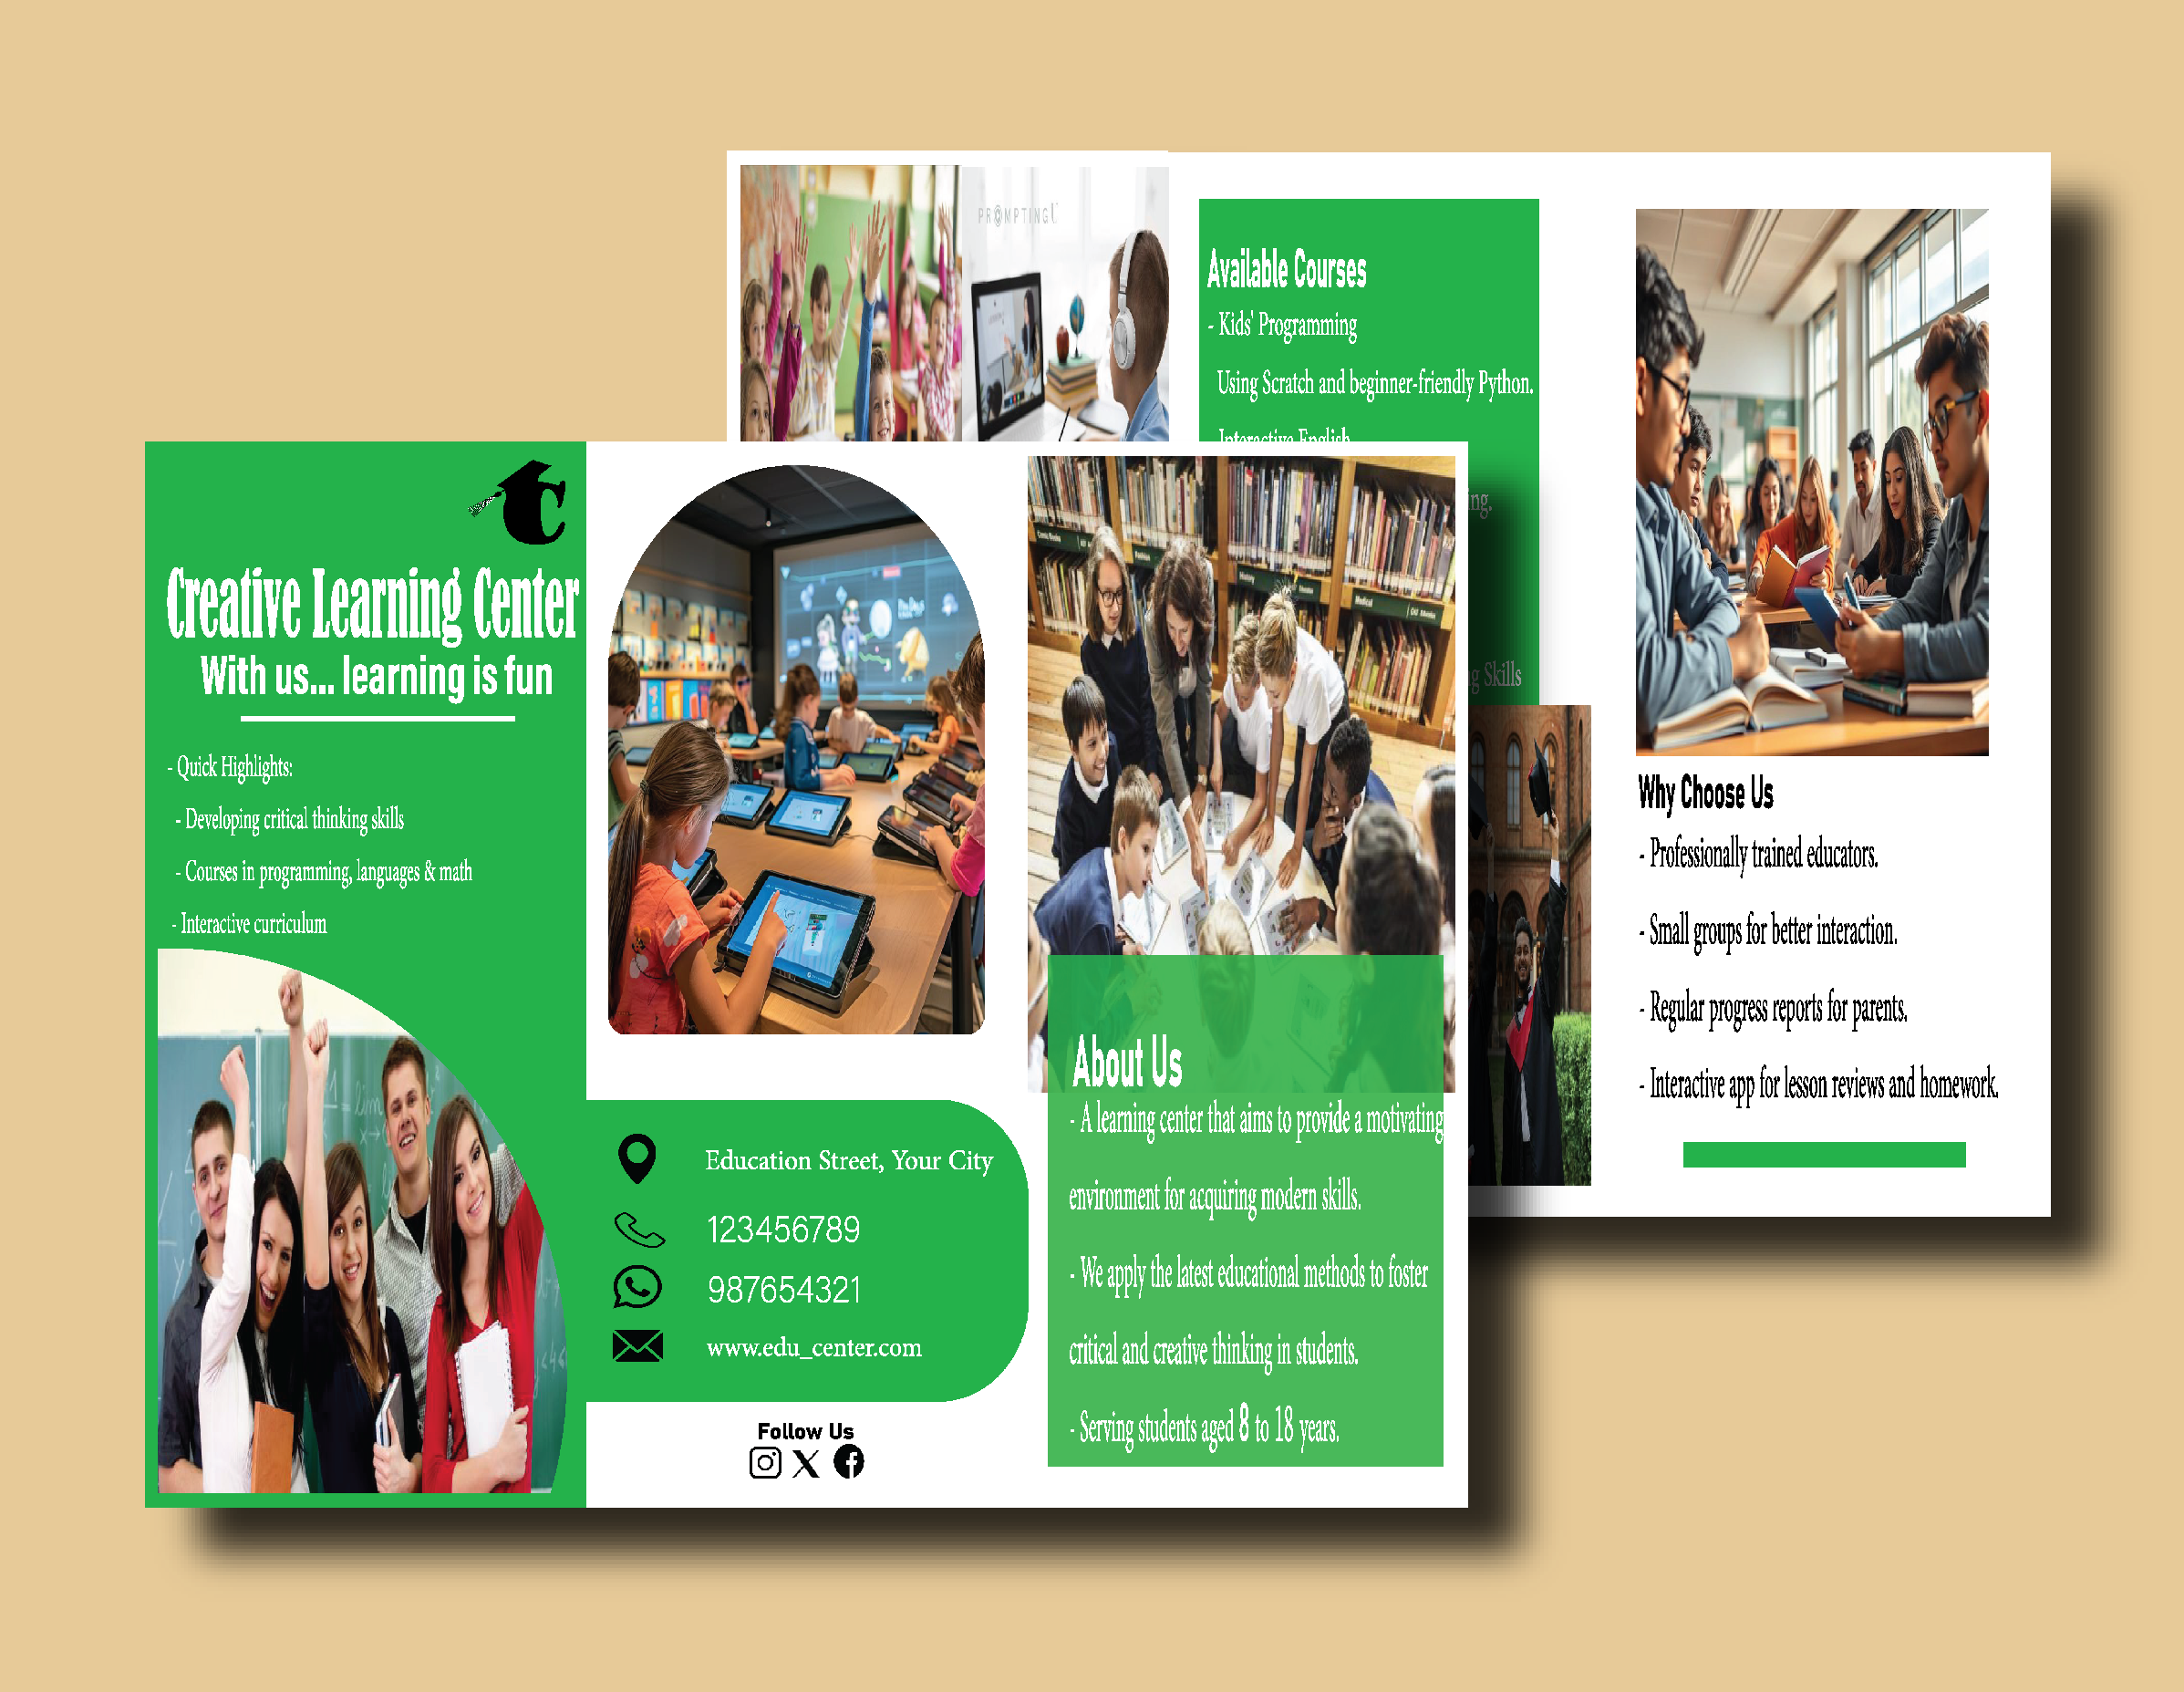 Creative Learning Center
With us... learning is fun
- Quick Highlights:
- Developing critical thinking skills
- Courses in programming, languages & math
- Interactive curriculum
Education Street, Your City
123456789
987654321
www.edu_center.com
Follow Us
About Us
- A learning center that aims to provide a motivating
environment for acquiring modern skills.
- We apply the latest educational methods to foster
critical and creative thinking in students.
- Serving students aged 8 to 18 years.
PROMPTING
Available Courses
- Kids' Programming
Using Scratch and beginner-friendly Python.
Interactive English
ing.
g Skills
Why Choose Us
- Professionally trained educators.
- Small groups for better interaction.
- Regular progress reports for parents.
- Interactive app for lesson reviews and homework.